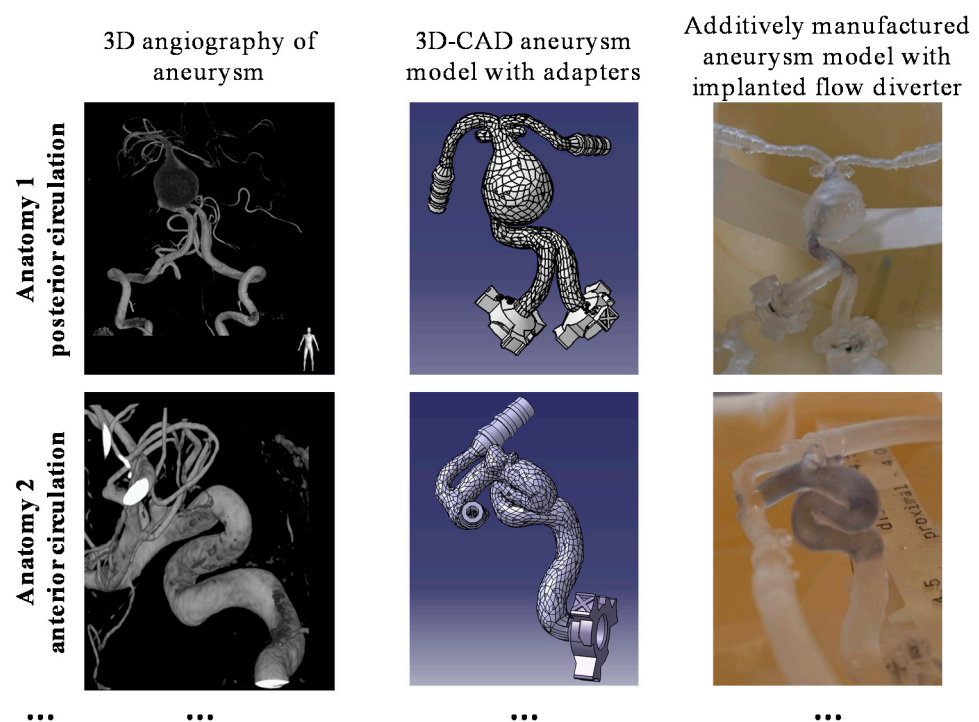 3D angiography of
aneurysm
3D-CAD aneurysm
model with adapters
Additively manufactured
aneurysm model with
implanted flow diverter
Anatomy 1
posterior circulation
Anatomy 2
anterior circulation
proximal
... ... ... ...